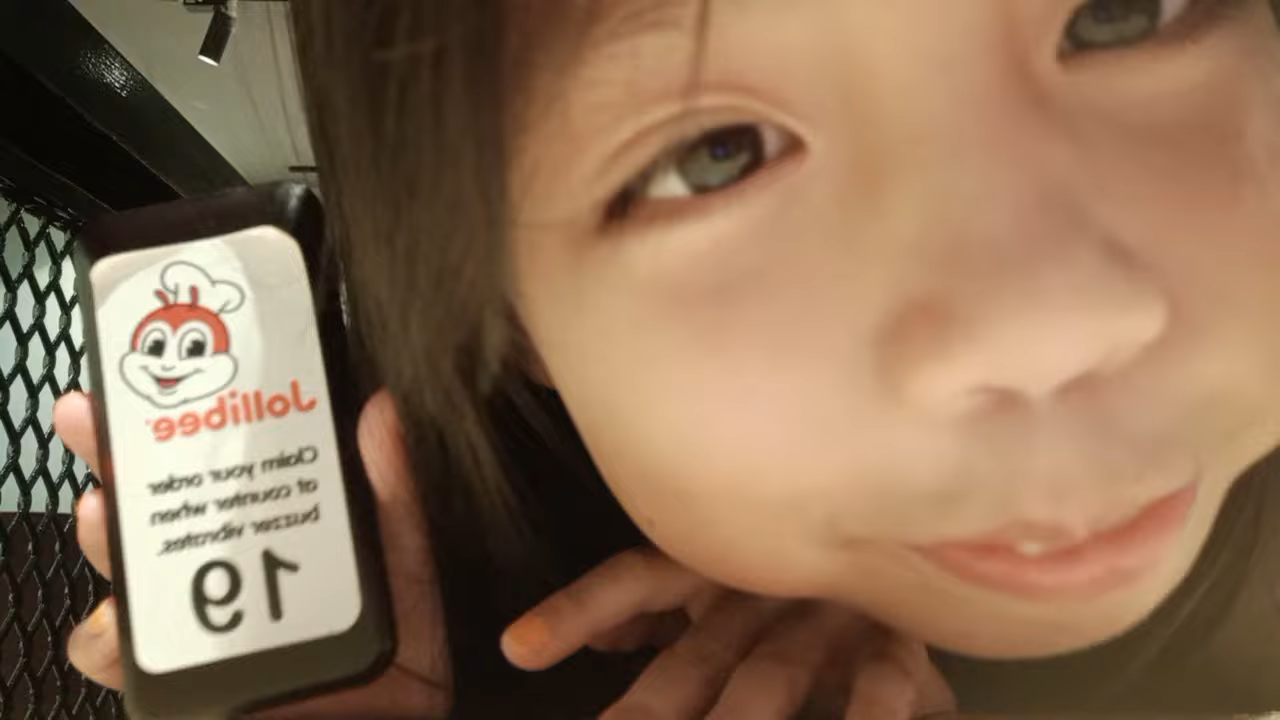 Jollibee
Claim your order
at counter when
buzzer vibrates.
19